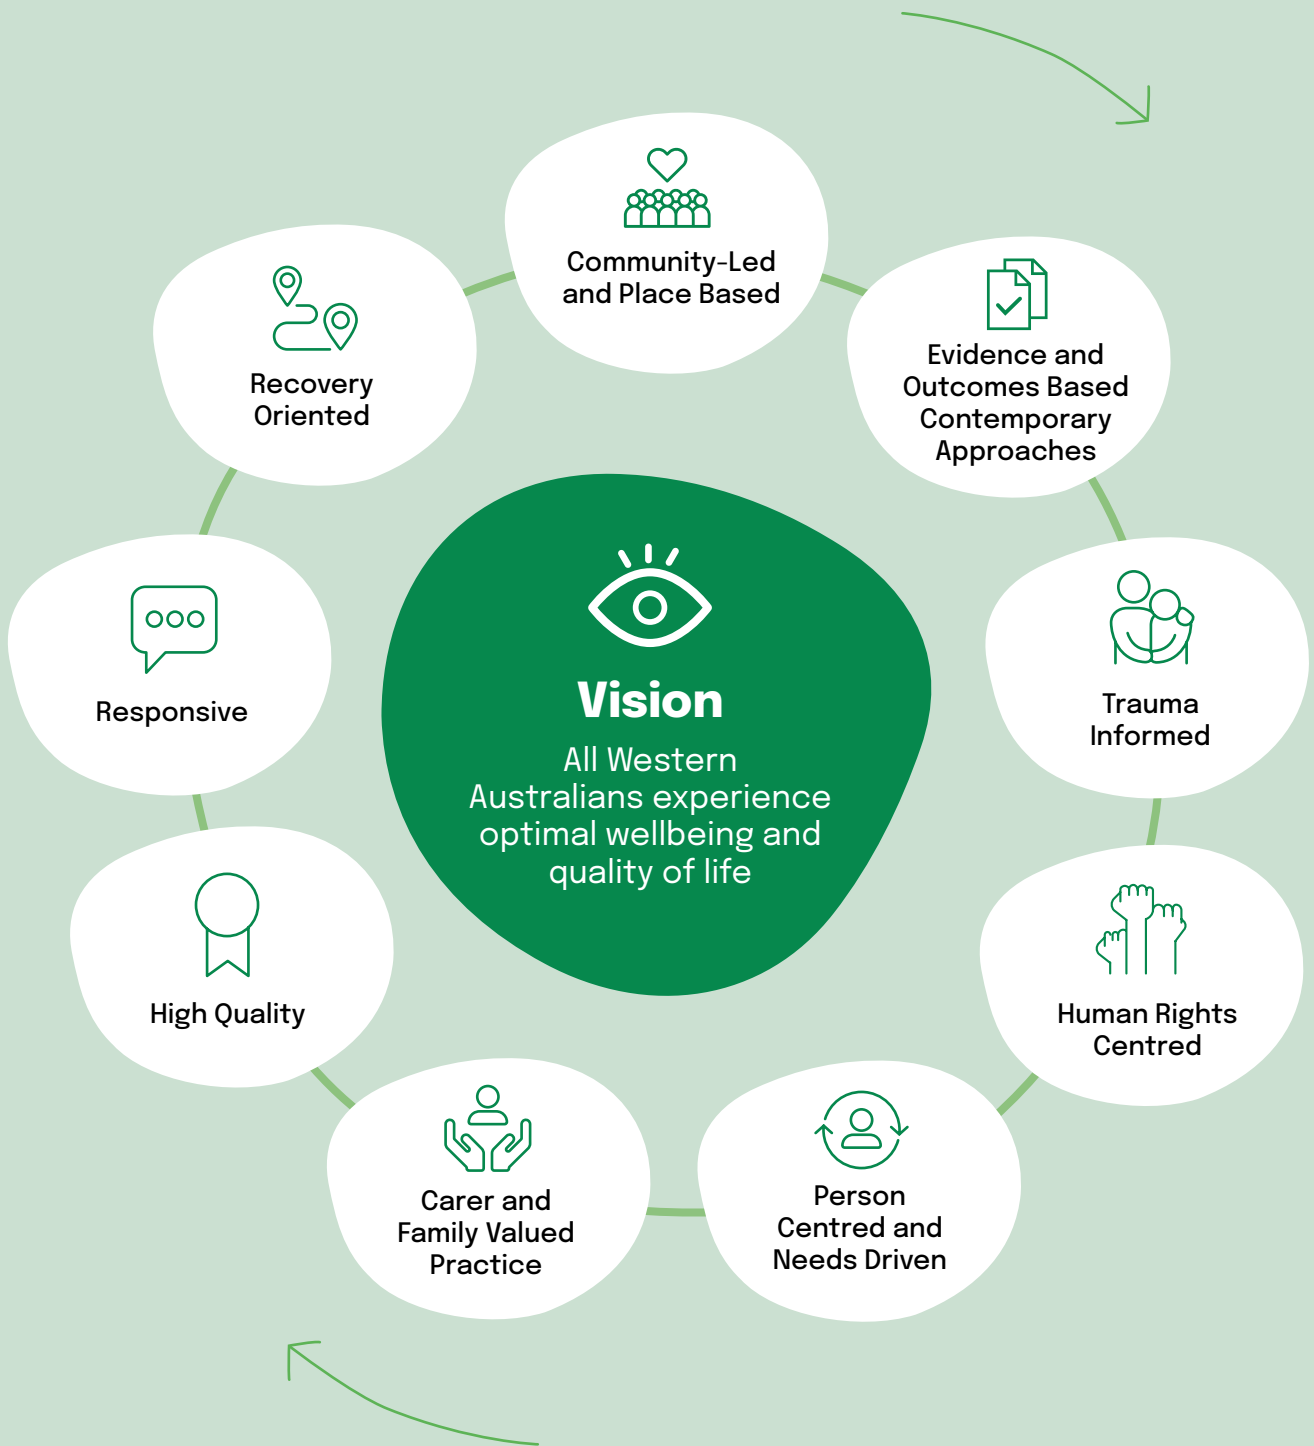 Community-Led
and Place Based
Evidence and
Outcomes Based
Contemporary
Approaches
Trauma
Informed
Human Rights
Centred
Person
Centred and
Needs Driven
Carer and
Family Valued
Practice
High Quality
Responsive
Recovery
Oriented
Vision
All Western
Australians experience
optimal wellbeing and
quality of life